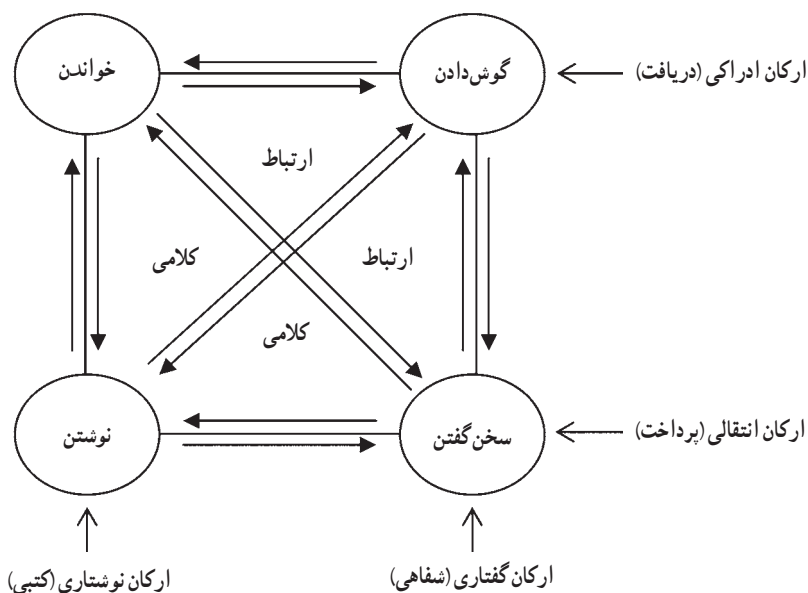 ارکان ادراکی (دریافت)
گوش‌دادن
خواندن
ارتباط
ارتباط
کلامی
کلامی
ارکان انتقالی (پرداخت)
سخن‌گفتن
نوشتن
ارکان گفتاری (شفاهی)
ارکان نوشتاری (کتبی)